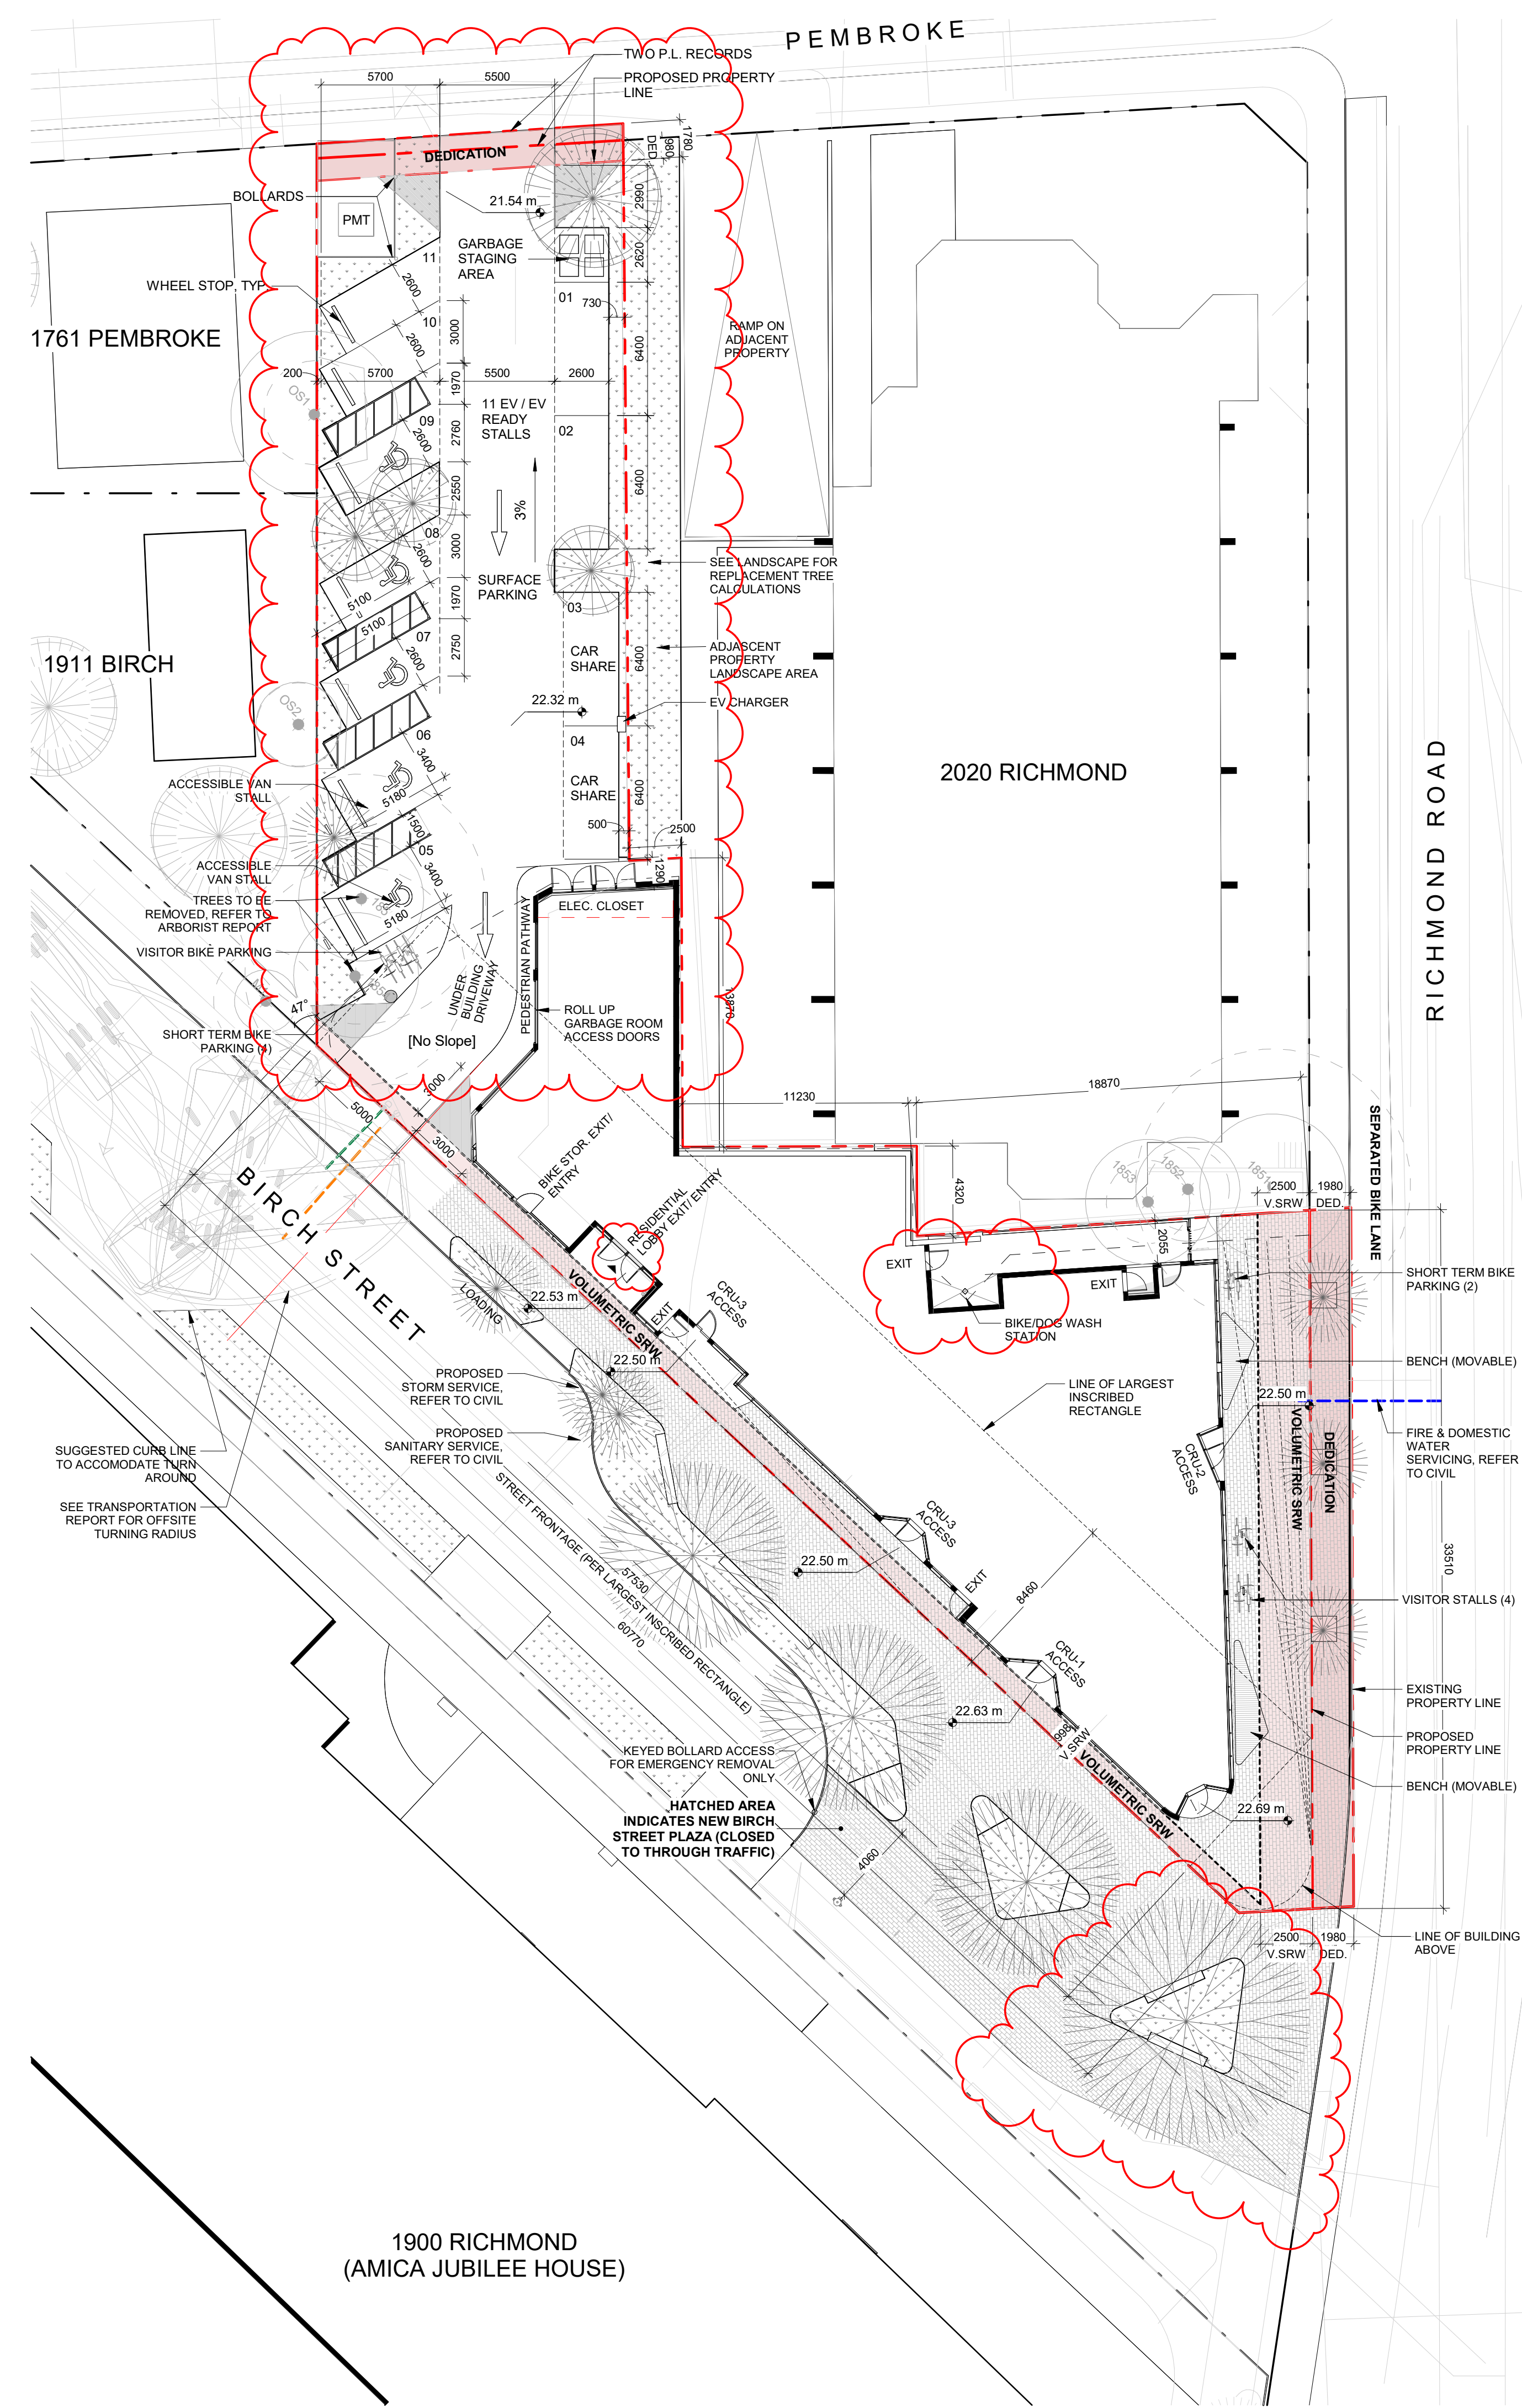 PEMBROKE
TWO P.L. RECORDS
PROPOSED PROPERTY
LINE
5700
5500
DEDICATION
DED
980
1780
2990
BOLLARDS
PMT
21.54 m
GARBAGE
STAGING
AREA
2620
11
2600
WHEEL STOP, TYP.
01
730
10
3000
1761 PEMBROKE
2600
6400
RAMP ON
ADJACENT
PROPERTY
200
5700
5500
2600
1970
OS1
11 EV / EV
READY
STALLS
09
02
2600
2760
6400
2550
3%
08
2600
3000
SURFACE
PARKING
SEE LANDSCAPE FOR
REPLACEMENT TREE
CALCULATIONS
5100
1970
03
5100
07
2600
2750
CAR
SHARE
6400
ADJASCENT
PROPERTY
LANDSCAPE AREA
1911 BIRCH
OS2
22.32 m
EV CHARGER
06
04
3400
2020 RICHMOND
RICHMOND ROAD
ACCESSIBLE VAN
STALL
5180
CAR
SHARE
6400
1500
500
2500
05
ACCESSIBLE
VAN STALL
3400
1290
TREES TO BE
REMOVED, REFER TO
ARBORIST REPORT
5180
ELEC. CLOSET
VISITOR BIKE PARKING
PEDESTRIAN PATHWAY
UNDER
BUILDING
DRIVEWAY
13870
47°
ROLL UP
GARBAGE ROOM
ACCESS DOORS
SHORT TERM BIKE
PARKING (4)
[No Slope]
3000
5000
3000
11230
18870
SEPARATED BIKE LANE
BIKE STOR. EXIT/
ENTRY
BIRCH STREET
RESIDENTIAL
LOBBY EXIT/ ENTRY
4320
1853
1852
1851
2500
1980
V.SRW
DED.
2055
EXIT
EXIT
SHORT TERM BIKE
PARKING (2)
LOADING
22.53 m
VOLUMETRIC SRW
CRU-3
ACCESS
EXIT
BIKE/DOG WASH
STATION
22.50 m
BENCH (MOVABLE)
PROPOSED
STORM SERVICE,
REFER TO CIVIL
LINE OF LARGEST
INSCRIBED
RECTANGLE
22.50 m
PROPOSED
SANITARY SERVICE,
REFER TO CIVIL
VOLUMETRIC SRW
DEDICATION
FIRE & DOMESTIC
WATER
SERVICING, REFER
TO CIVIL
SUGGESTED CURB LINE
TO ACCOMODATE TURN
AROUND
CRU-2
ACCESS
SEE TRANSPORTATION
REPORT FOR OFFSITE
TURNING RADIUS
STREET FRONTAGE (PER LARGEST INSCRIBED RECTANGLE)
57530
60770
CRU-3
ACCESS
22.50 m
EXIT
8460
33510
VISITOR STALLS (4)
CRU-1
ACCESS
22.63 m
EXISTING
PROPERTY LINE
998
V. SRW
PROPOSED
PROPERTY LINE
KEYED BOLLARD ACCESS
FOR EMERGENCY REMOVAL
ONLY
VOLUMETRIC SRW
BENCH (MOVABLE)
HATCHED AREA
INDICATES NEW BIRCH
STREET PLAZA (CLOSED
TO THROUGH TRAFFIC)
22.69 m
4060
2500
1980
V.SRW
DED.
LINE OF BUILDING
ABOVE
1900 RICHMOND
(AMICA JUBILEE HOUSE)